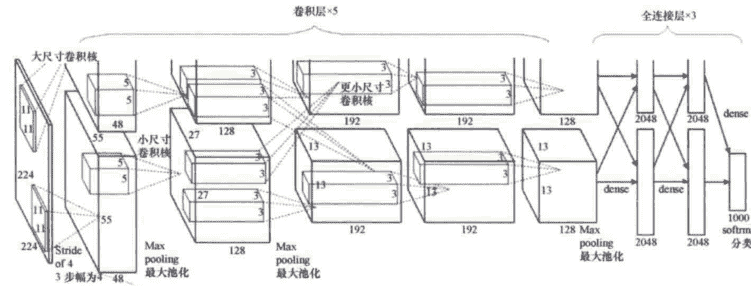 卷积层×5
全连接层×3
大尺寸卷积核
更小尺寸
卷积核
小尺寸
卷积核
11
11
11
11
224
224
55
55
5
5
5
5
48
48
27
27
3
3
3
3
3
3
128
128
3
3
3
3
13
13
192
192
3
3
3
3
13
13
192
192
13
13
128
128
Stride
of 4
3 步幅为4
Max
pooling
最大池化
Max
pooling
最大池化
Max
pooling
最大池化
dense
dense
dense
2048
2048
2048
2048
1000
softm
分类